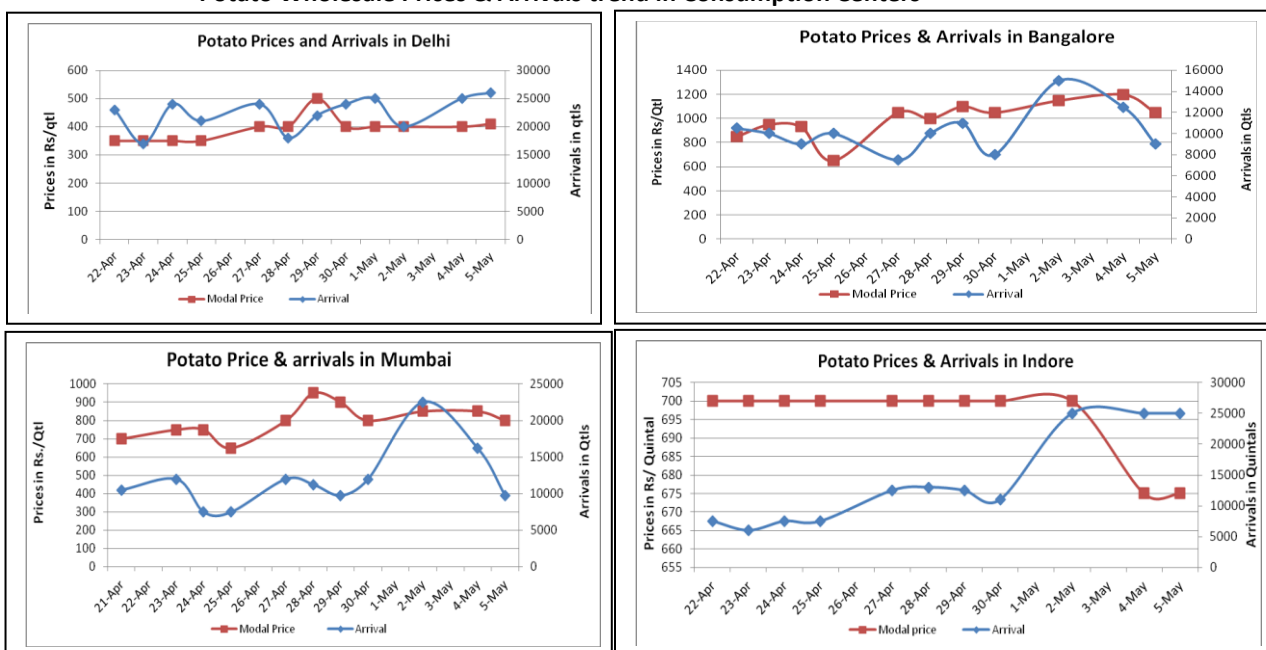 Potato Wholesale Prices & Arrivals trend in Consumption Centers
Potato Prices and Arrivals in Delhi
Prices in Rs/qtl
600
500
400
300
200
100
0
30000
25000
20000
15000
10000
5000
0
Arrivals in qtls
22-Apr
23-Apr
24-Apr
25-Apr
26-Apr
27-Apr
28-Apr
29-Apr
30-Apr
1-May
2-May
3-May
4-May
5-May
Modal Price
Arrival
Potato Prices & Arrivals in Bangalore
Prices in Rs/Qtl
1400
1200
1000
800
600
400
200
0
16000
14000
12000
10000
8000
6000
4000
2000
0
Arrivals in Qtls
22-Apr
23-Apr
24-Apr
25-Apr
26-Apr
27-Apr
28-Apr
29-Apr
30-Apr
1-May
2-May
3-May
4-May
5-May
Modal Price
Arrival
Potato Price & arrivals in Mumbai
Prices in Rs./Qtl
1000
900
800
700
600
500
400
300
200
100
0
25000
20000
15000
10000
5000
0
Arrivals in Qtls
21-Apr
22-Apr
23-Apr
24-Apr
25-Apr
26-Apr
27-Apr
28-Apr
29-Apr
30-Apr
1-May
2-May
3-May
4-May
5-May
Modal Price
Arrival
Potato Prices & Arrivals in Indore
Prices in Rs/ Quintal
705
700
695
690
685
680
675
670
665
660
655
30000
25000
20000
15000
10000
5000
0
Arrivals in Quintals
22-Apr
23-Apr
24-Apr
25-Apr
26-Apr
27-Apr
28-Apr
29-Apr
30-Apr
1-May
2-May
3-May
4-May
5-May
Modal price
Arrival